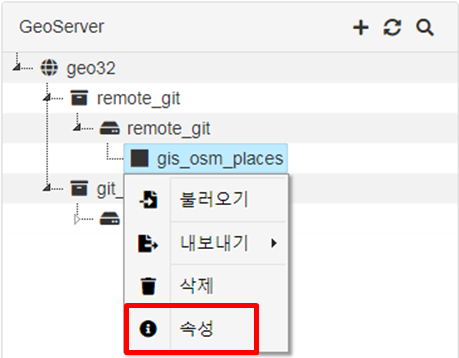 GeoServer
geo32
remote_git
remote_git
gis_osm_places
git_
불러오기
내보내기
삭제
속성